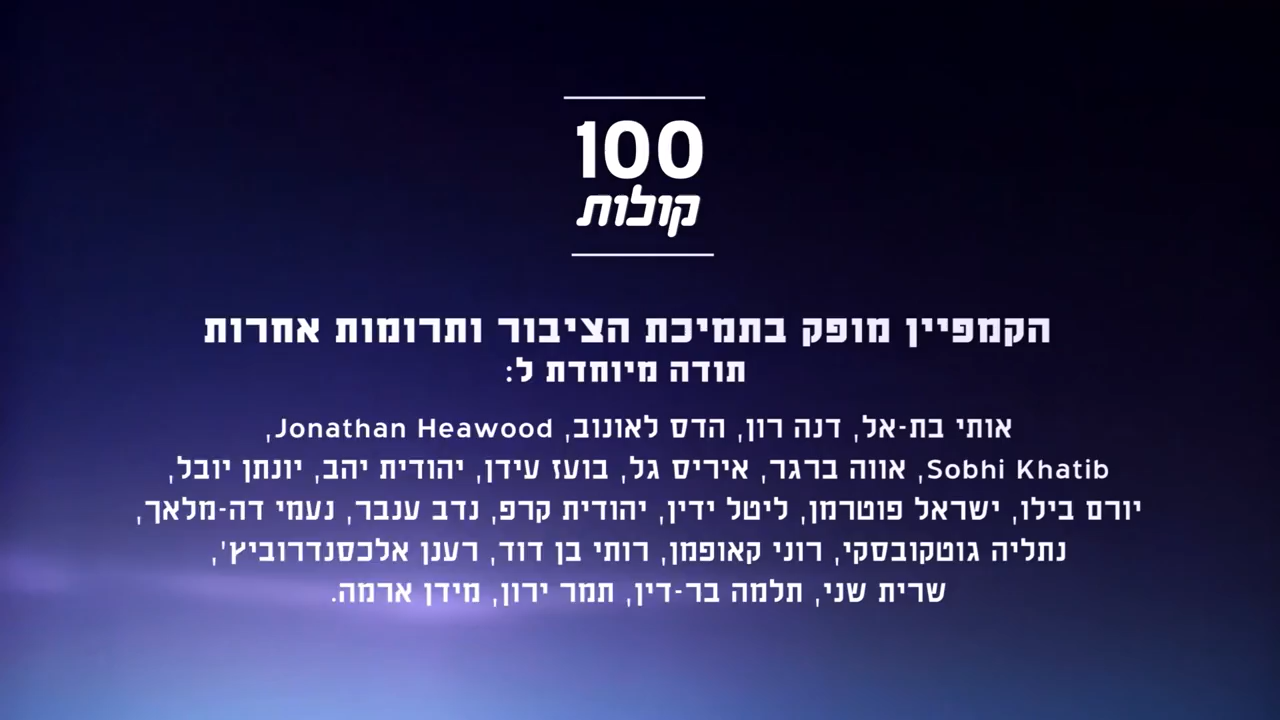 100
קולות
הקמפיין מופק בתמיכת הציבור ותרומות אחרות
תודה מיוחדת ל:
אותי בת-אל, דנה רון, הדס לאונוב, Jonathan Heawood,
Sobhi Khatib, אווה ברגר, איריס גל, בועז עידן, יהודית יהב, יונתן יובל,
יורם בילו, ישראל פוטרמן, ליטל ידין, יהודית קרפ, נדב ענבר, נעמי דה-מלאך,
נתליה גוטקובסקי, רוני קאופמן, רותי בן דוד, רענן אלכסנדרוביץ',
שרית שני, תלמה בר-דין, תמר ירון, מידן ארמה.